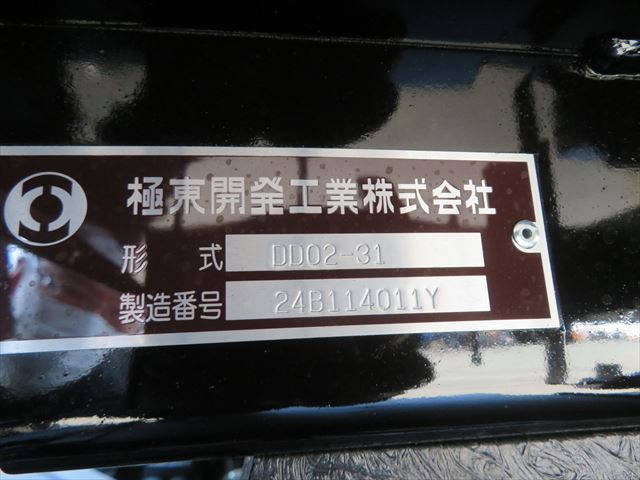 極東開発工業株式会社
形 式 DD02-31
製造番号 24B114011Y